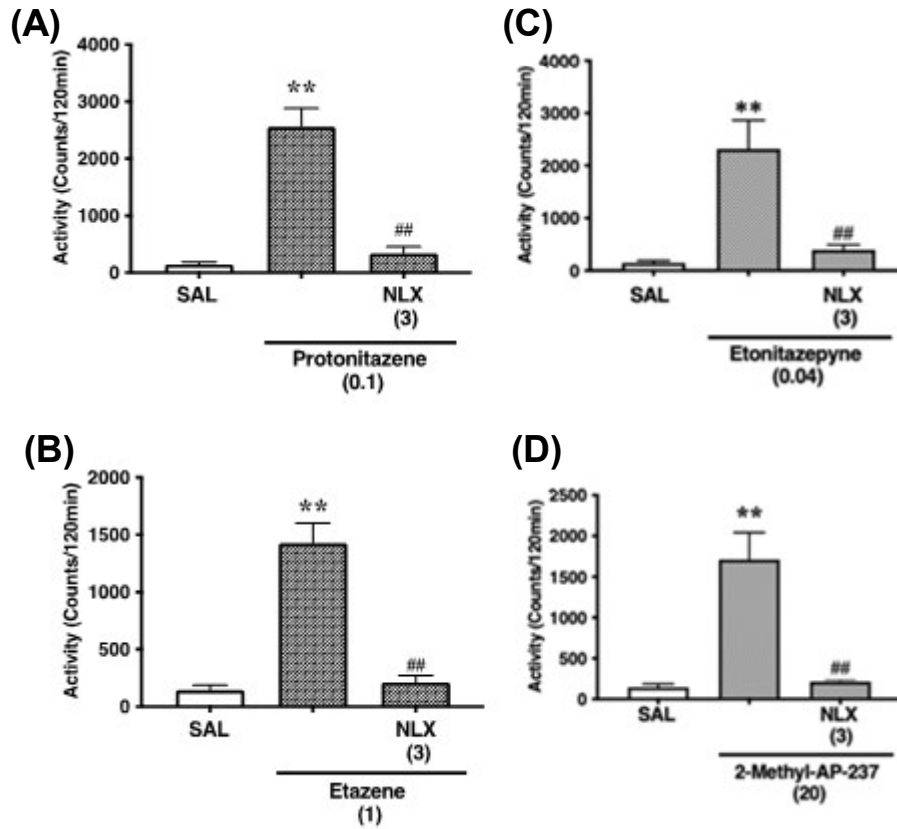 (A)
Activity (Counts/120min)
4000
3000
2000
1000
0
**
##
SAL
NLX
(3)
Protonitazene
(0.1)
(C)
Activity (Counts/120min)
4000
3000
2000
1000
0
**
##
SAL
NLX
(3)
Etonitazepyne
(0.04)
(B)
Activity (Counts/120min)
2000
1500
1000
500
0
**
##
SAL
NLX
(3)
Etazene
(1)
(D)
Activity (Counts/120min)
2500
2000
1500
1000
500
0
**
##
SAL
NLX
(3)
2-Methyl-AP-237
(20)